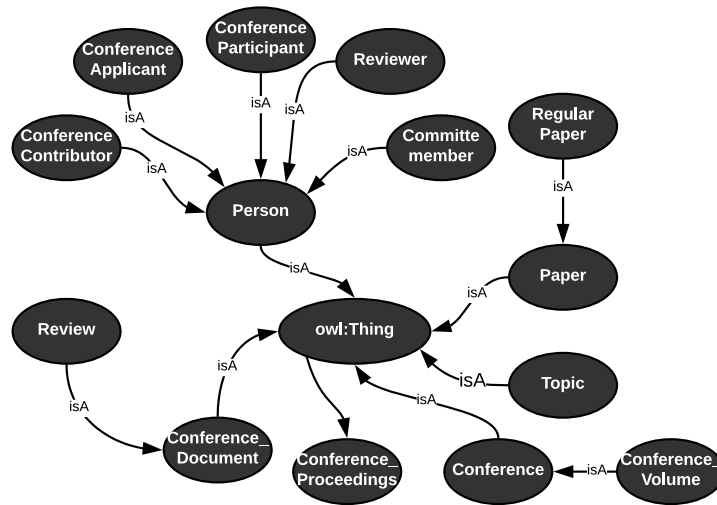 Conference
Applicant
Conference
Participant
Reviewer
isA
isA
isA
Conference
Contributor
isA
isA
Committe
member
Regular
Paper
isA
Person
isA
Paper
isA
Review
isA
owl:Thing
isA
isA
Topic
isA
isA
Conference_
Document
Conference_
Proceedings
Conference
isA
Conference_
Volume